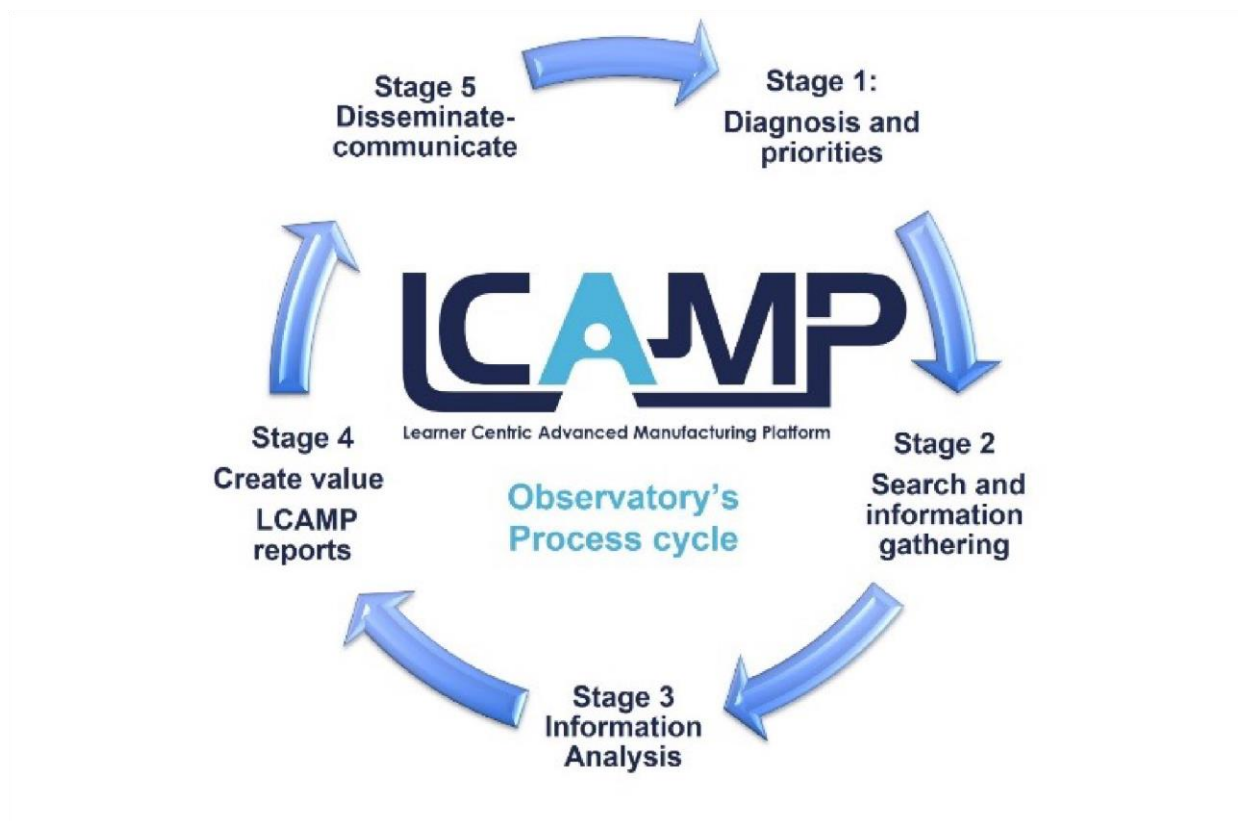 Stage 1:
Diagnosis and
priorities
Stage 2
Search and
information
gathering
Stage 3
Information
Analysis
Stage 4
Create value
LCAMP
reports
Stage 5
Disseminate-
communicate
LCAMP
Learner Centric Advanced Manufacturing Platform
Observatory’s
Process cycle